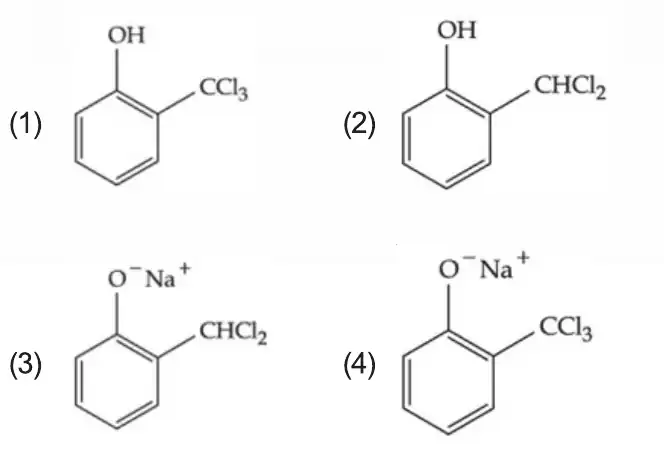 (1) OH CCl3
(2) OH CHCl2
(3) O⁻ Na⁺ CHCl2
(4) O⁻ Na⁺ CCl3